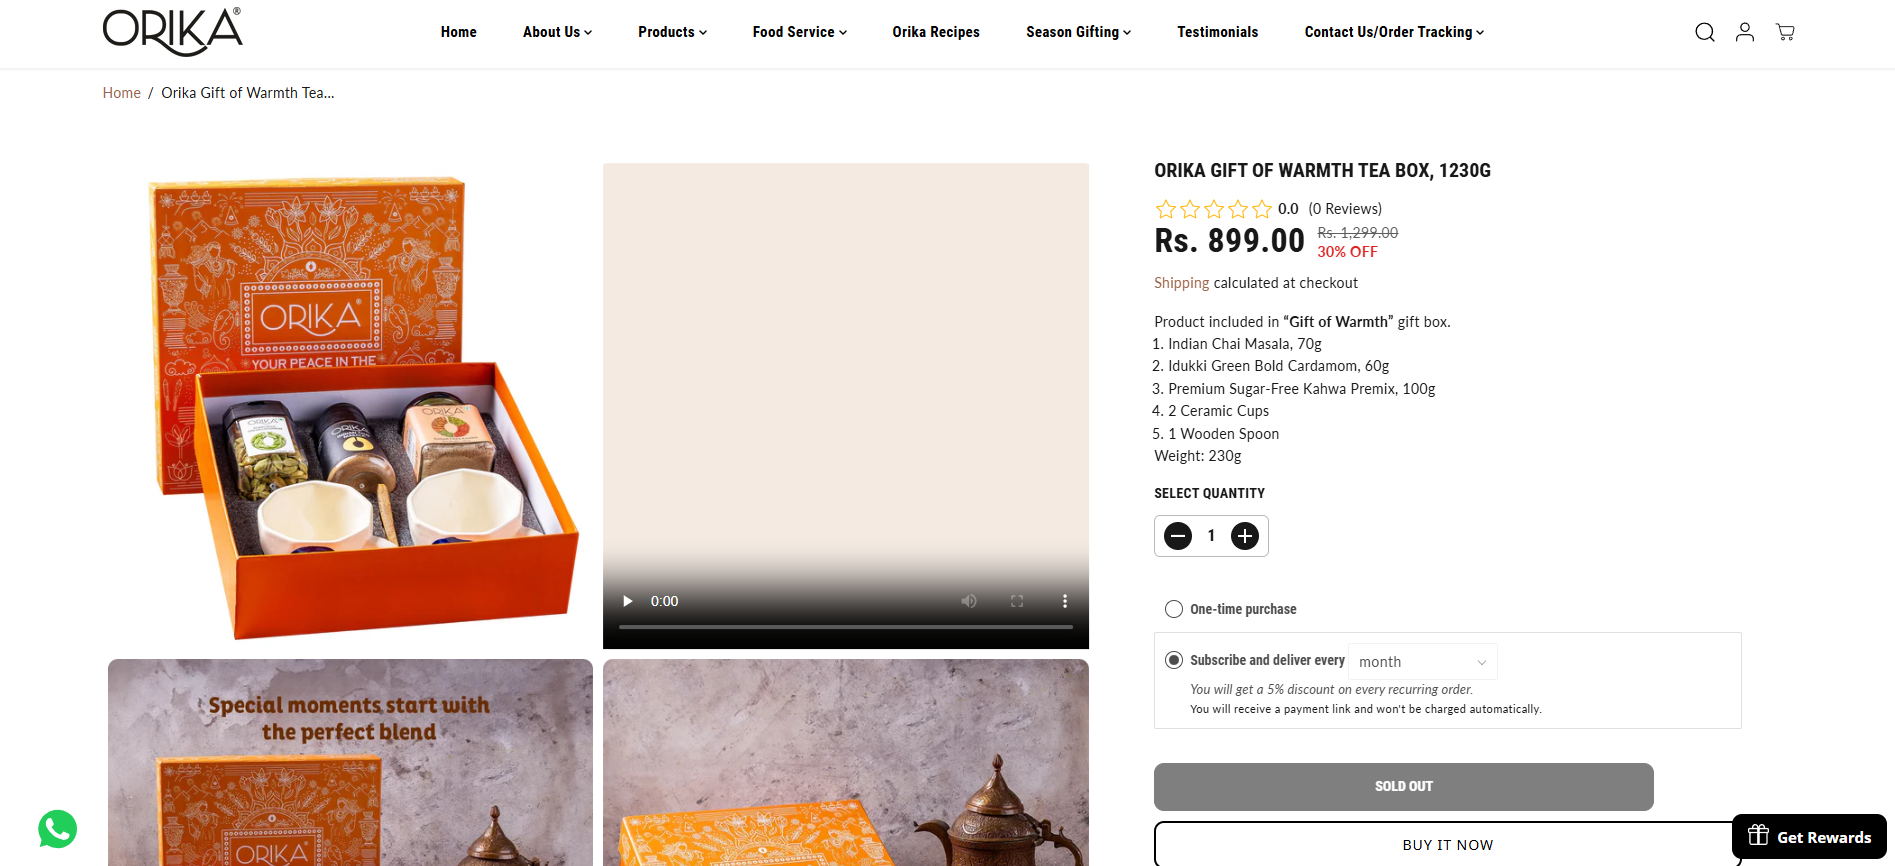 ORIKA®
Home
About Us
Products
Food Service
Orika Recipes
Season Gifting
Testimonials
Contact Us/Order Tracking
Home / Orika Gift of Warmth Tea...
ORIKA
YOUR PEACE IN THE
ORIKA
ORIKA
ORIKA
0:00
ORIKA GIFT OF WARMTH TEA BOX, 1230G
0.0 (0 Reviews)
Rs. 899.00
Rs. 1,299.00
30% OFF
Shipping calculated at checkout
Product included in “Gift of Warmth” gift box.
1. Indian Chai Masala, 70g
2. Idukki Green Bold Cardamom, 60g
3. Premium Sugar-Free Kahwa Premix, 100g
4. 2 Ceramic Cups
5. 1 Wooden Spoon
Weight: 230g
SELECT QUANTITY
1
One-time purchase
Subscribe and deliver every month
You will get a 5% discount on every recurring order.
You will receive a payment link and won't be charged automatically.
SOLD OUT
BUY IT NOW
Get Rewards
Special moments start with
the perfect blend
ORIKA